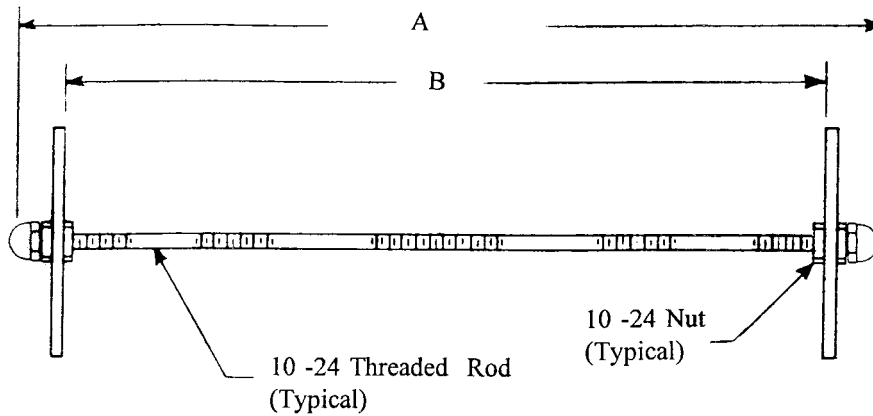 A
B
10 -24 Nut
(Typical)
10 -24 Threaded Rod
(Typical)